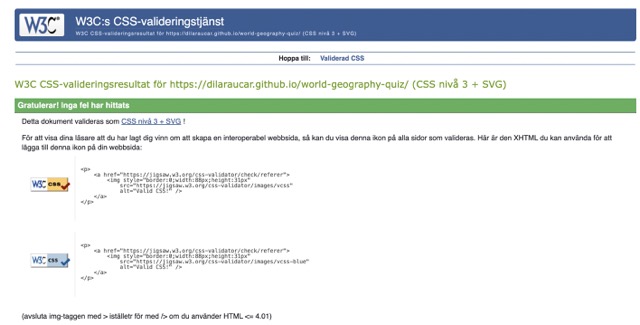 W3C®
W3C:s CSS-valideringstjänst
W3C CSS-valideringsresultat för https://dilaraucar.github.io/world-geography-quiz/ (CSS nivå 3 + SVG)
Hoppa till: Validerad CSS
W3C CSS-valideringsresultat för https://dilaraucar.github.io/world-geography-quiz/ (CSS nivå 3 + SVG)
Gratulerar! Inga fel har hittats
Detta dokument valideras som CSS nivå 3 + SVG !
För att visa dina läsare att du har lagt dig vinn om att skapa en interoperabel webbsida, så kan du visa denna ikon på alla sidor som valideras. Här är den XHTML du kan använda för att
lägga till denna ikon på din webbsida:
W3C css
<p>
<a href="https://jigsaw.w3.org/css-validator/check/referer">
<img style="border:0;width:88px;height:31px"
src="https://jigsaw.w3.org/css-validator/images/vcss"
alt="Valid CSS!" />
</a>
</p>
W3C css
<p>
<a href="https://jigsaw.w3.org/css-validator/check/referer">
<img style="border:0;width:88px;height:31px"
src="https://jigsaw.w3.org/css-validator/images/vcss-blue"
alt="Valid CSS!" />
</a>
</p>
(avsluta img-taggen med > iställetr för med /> om du använder HTML <= 4.01)